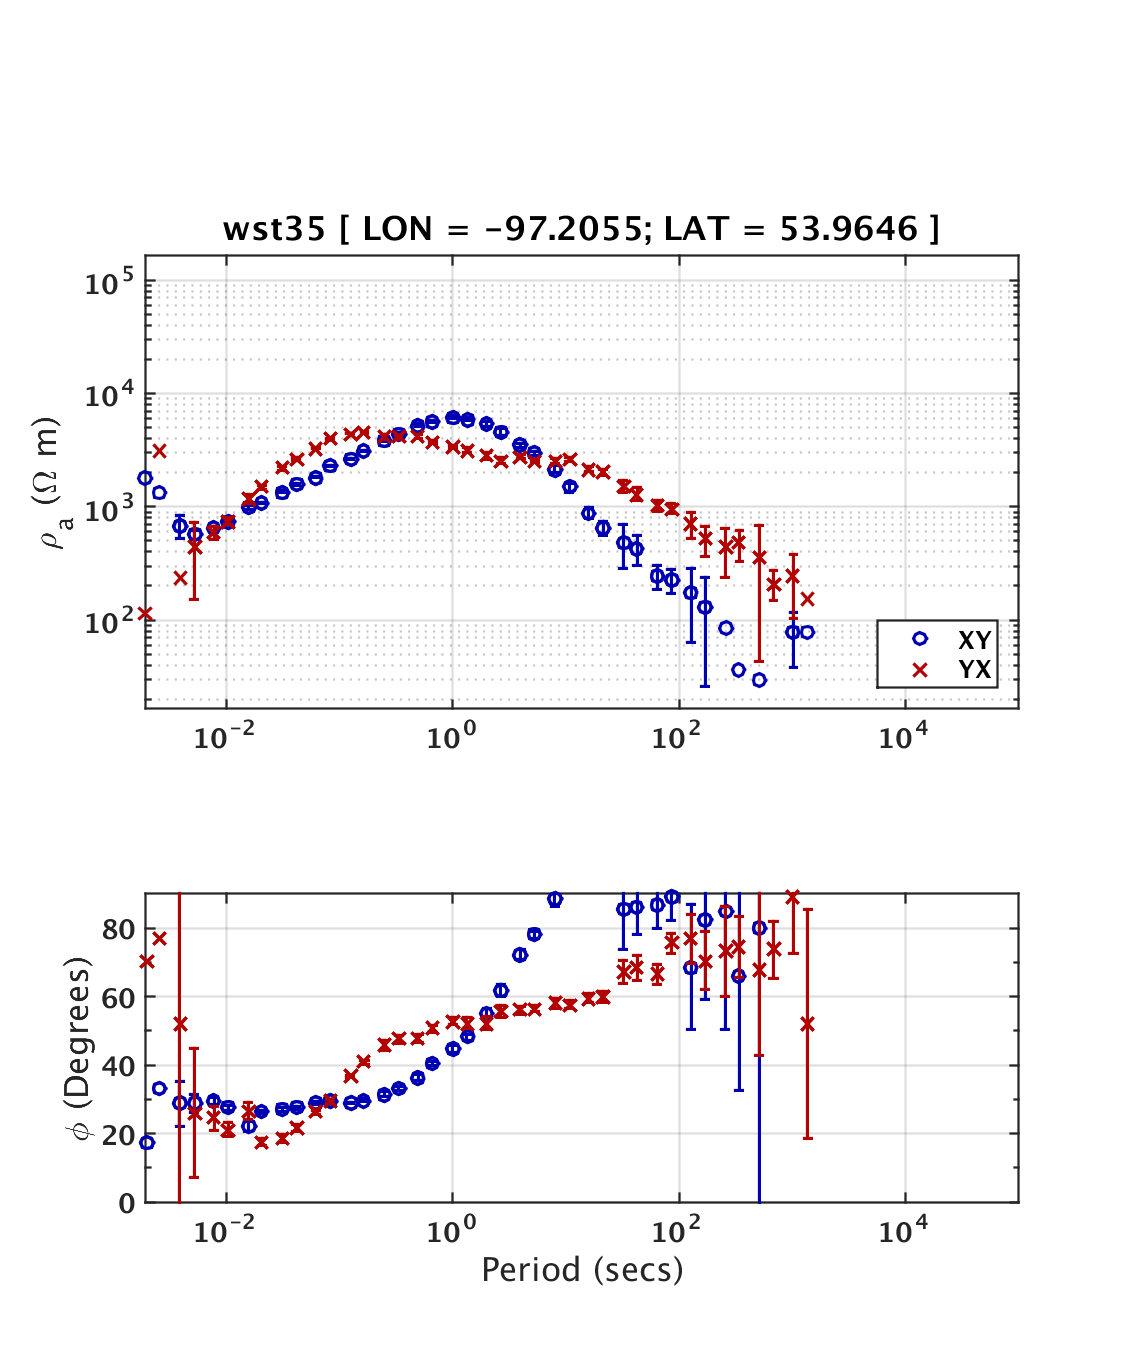 wst35 [ LON = -97.2055; LAT = 53.9646 ]
ρa (Ω m)
10^5
10^4
10^3
10^2
XY
YX
10^-2 10^0 10^2 10^4
ϕ (Degrees)
80
60
40
20
0
10^-2 10^0 10^2 10^4
Period (secs)